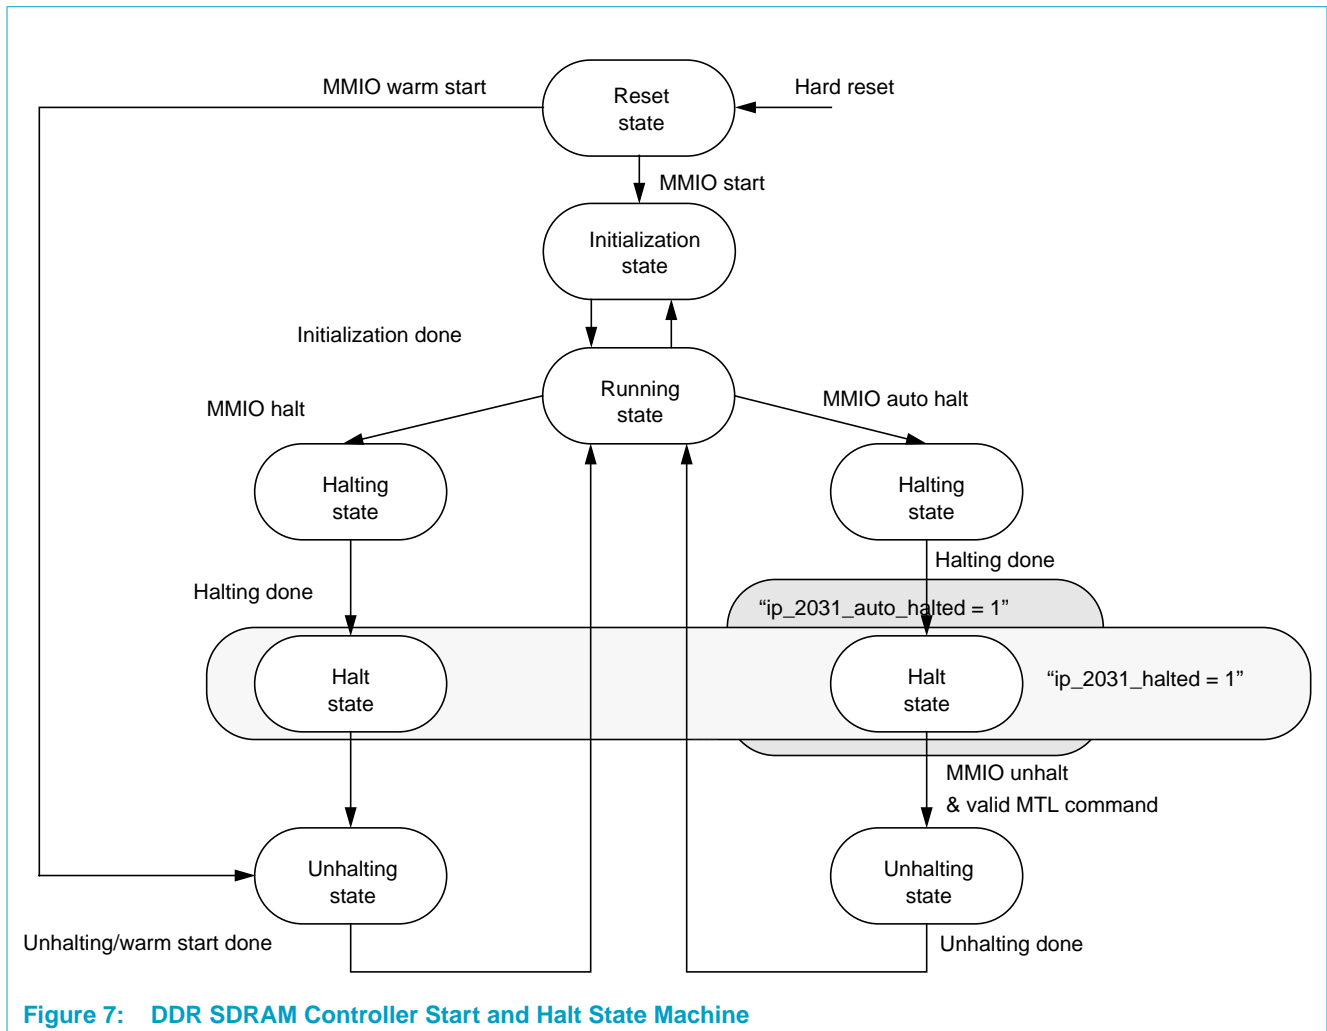 MMIO warm start
Hard reset
Reset
state
MMIO start
Initialization
state
Initialization done
Running
state
MMIO halt
MMIO auto halt
Halting
state
Halting
state
Halting done
Halting done
“ip_2031_auto_halted = 1”
Halt
state
Halt
state
“ip_2031_halted = 1”
MMIO unhalt
& valid MTL command
Unhalting
state
Unhalting
state
Unhalting/warm start done
Unhalting done
Figure 7: DDR SDRAM Controller Start and Halt State Machine